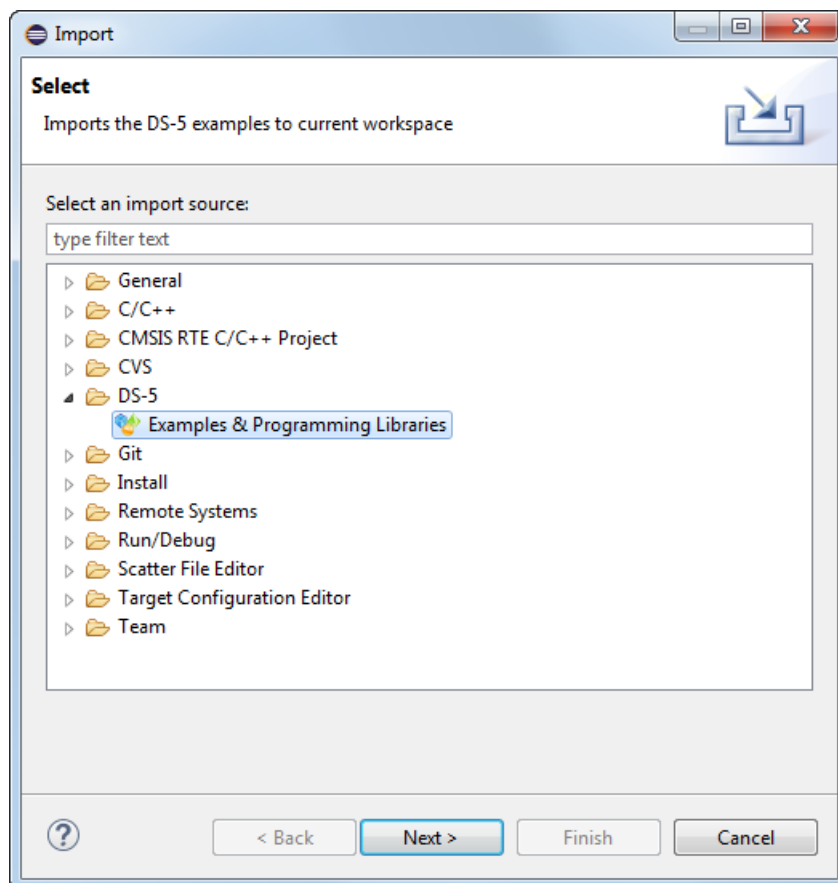 Import
Select
Imports the DS-5 examples to current workspace
Select an import source:
type filter text
General
C/C++
CMSIS RTE C/C++ Project
CVS
DS-5
Examples & Programming Libraries
Git
Install
Remote Systems
Run/Debug
Scatter File Editor
Target Configuration Editor
Team
? < Back Next > Finish Cancel